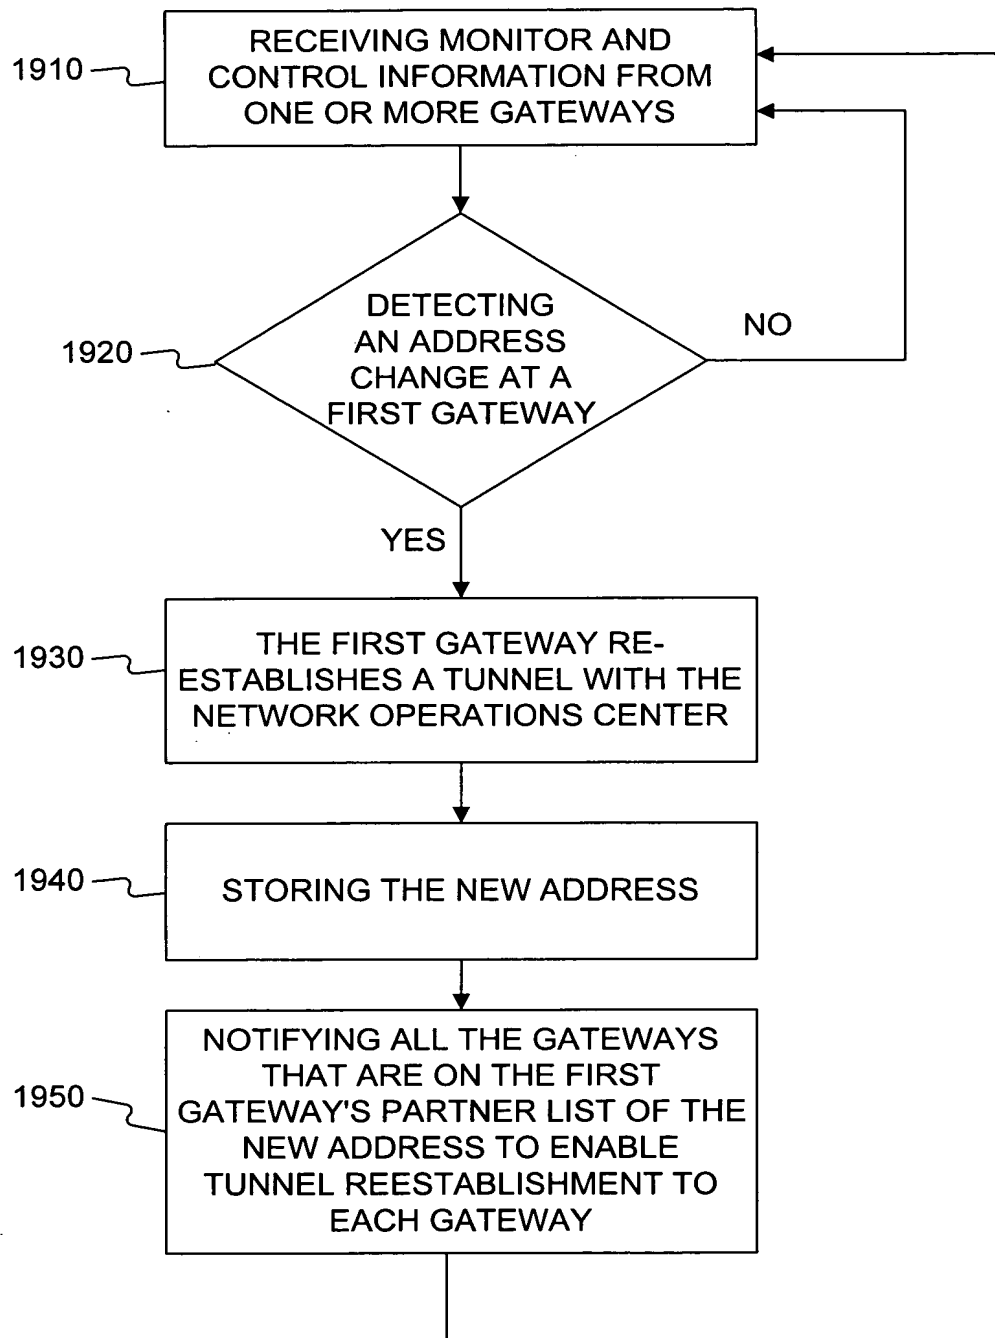 1910
RECEIVING MONITOR AND
CONTROL INFORMATION FROM
ONE OR MORE GATEWAYS
1920
DETECTING
AN ADDRESS
CHANGE AT A
FIRST GATEWAY
NO
YES
1930
THE FIRST GATEWAY RE-
ESTABLISHES A TUNNEL WITH THE
NETWORK OPERATIONS CENTER
1940
STORING THE NEW ADDRESS
1950
NOTIFYING ALL THE GATEWAYS
THAT ARE ON THE FIRST
GATEWAY'S PARTNER LIST OF THE
NEW ADDRESS TO ENABLE
TUNNEL REESTABLISHMENT TO
EACH GATEWAY